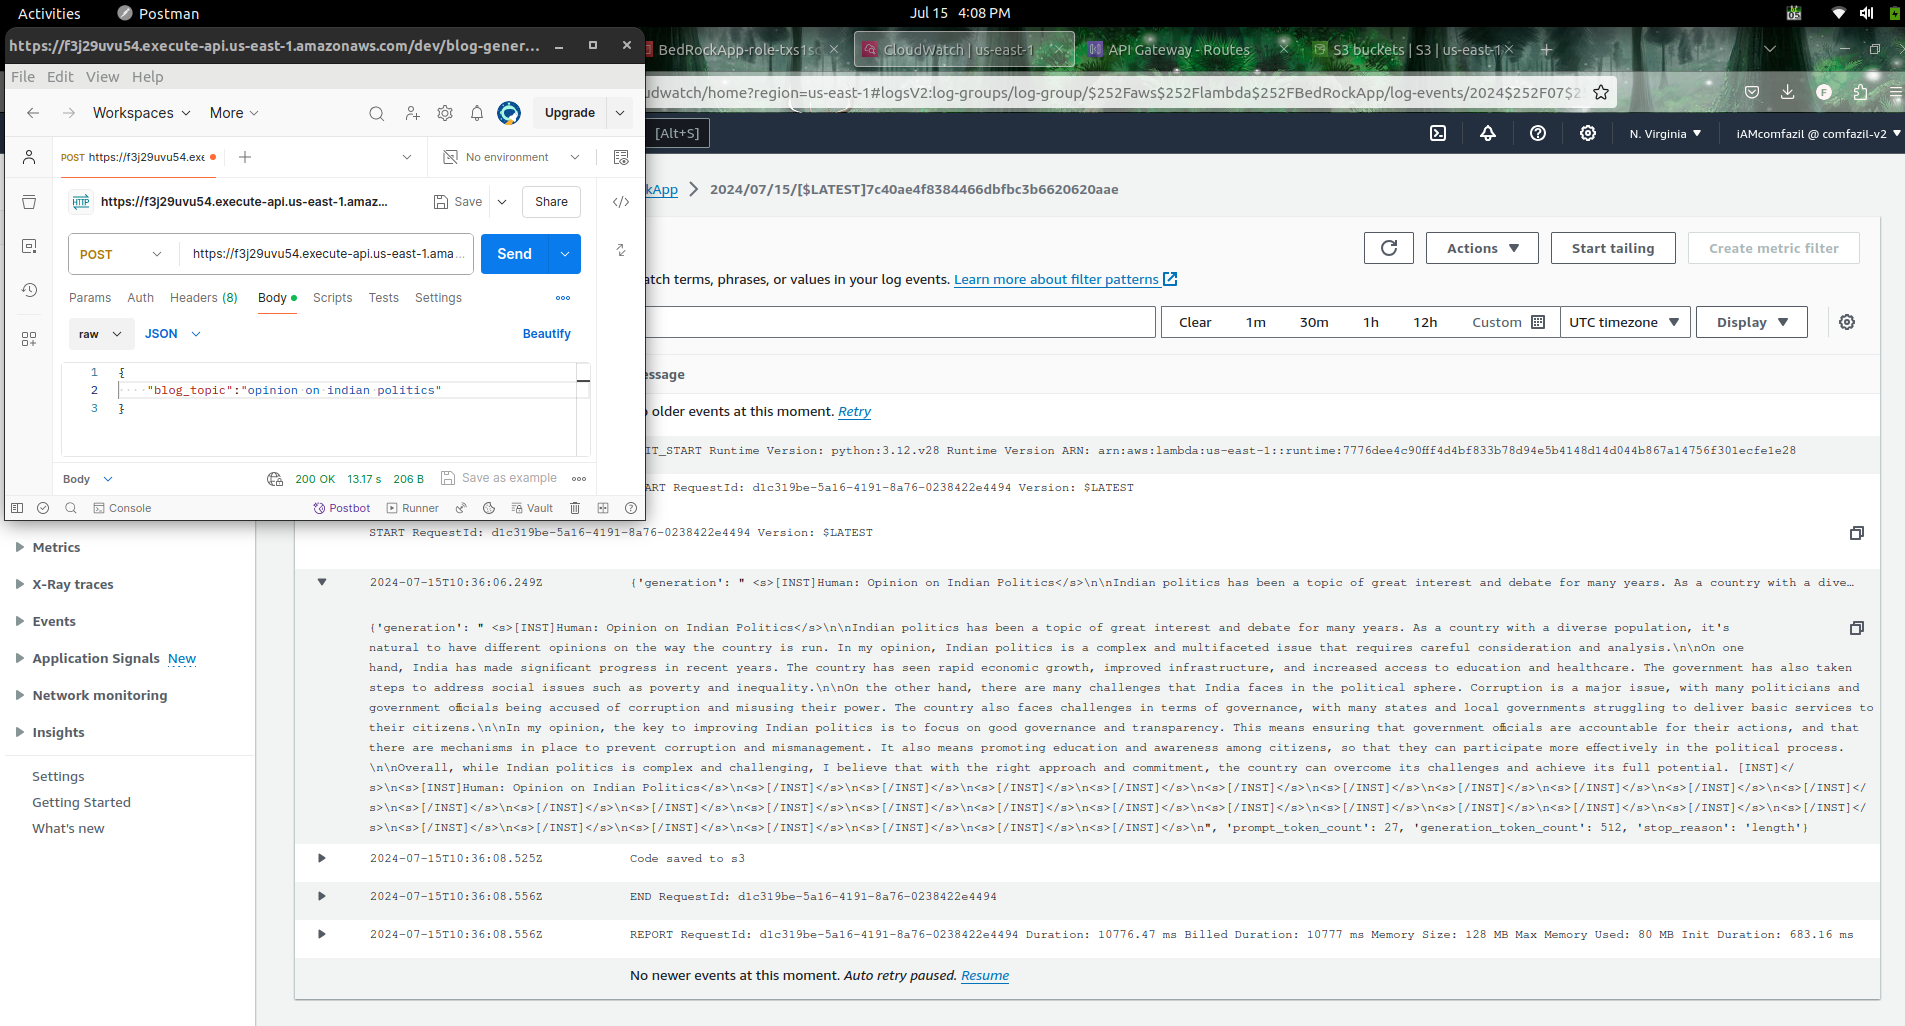 Activities
Postman
Jul 15 4:08 PM
https://f3j29uvu54.execute-api.us-east-1.amazonaws.com/dev/blog-gener...
File Edit View Help
Workspaces
More
Upgrade
POST https://f3j29uvu54.exe
No environment
HTTP
https://f3j29uvu54.execute-api.us-east-1.amaz...
Save
Share
POST
https://f3j29uvu54.execute-api.us-east-1.ama...
Send
Params Auth Headers (8) Body Scripts Tests Settings
raw JSON Beautify
1 {
2 "blog_topic":"opinion on indian politics"
3 }
Body 200 OK 13.17 s 206 B Save as example
Console Postbot Runner Vault
BedRockApp-role-txs1s
CloudWatch | us-east-1
API Gateway - Routes
S3 buckets | S3 | us-east-1
udwatch/home?region=us-east-1#logsV2:log-groups/log-group/$252Faws$252Flambda$252FBedRockApp/log-events/2024$252F07$2
[Alt+S]
N. Virginia
iAMcomfazil @ comfazil-v2
kApp
2024/07/15/[$LATEST]7c40ae4f8384466dbfbc3b6620620aae
Actions Start tailing Create metric filter
atch terms, phrases, or values in your log events. Learn more about filter patterns
Clear 1m 30m 1h 12h Custom UTC timezone Display
essage
older events at this moment. Retry
IT_START Runtime Version: python:3.12.v28 Runtime Version ARN: arn:aws:lambda:us-east-1::runtime:7776dee4c90fff4d4bf833b78d94e5b4148d14d044b867a14756f301ecfe1e28
ART RequestId: d1c319be-5a16-4191-8a76-0238422e4494 Version: $LATEST
START RequestId: d1c319be-5a16-4191-8a76-0238422e4494 Version: $LATEST
2024-07-15T10:36:06.249Z {'generation': " <s>[INST]Human: Opinion on Indian Politics</s>\n\nIndian politics has been a topic of great interest and debate for many years. As a country with a dive…
{'generation': " <s>[INST]Human: Opinion on Indian Politics</s>\n\nIndian politics has been a topic of great interest and debate for many years. As a country with a diverse population, it's
natural to have different opinions on the way the country is run. In my opinion, Indian politics is a complex and multifaceted issue that requires careful consideration and analysis.\n\nOn one
hand, India has made significant progress in recent years. The country has seen rapid economic growth, improved infrastructure, and increased access to education and healthcare. The government has also taken
steps to address social issues such as poverty and inequality.\n\nOn the other hand, there are many challenges that India faces in the political sphere. Corruption is a major issue, with many politicians and
government officials being accused of corruption and misusing their power. The country also faces challenges in terms of governance, with many states and local governments struggling to deliver basic services to
their citizens.\n\nIn my opinion, the key to improving Indian politics is to focus on good governance and transparency. This means ensuring that government officials are accountable for their actions, and that
there are mechanisms in place to prevent corruption and mismanagement. It also means promoting education and awareness among citizens, so that they can participate more effectively in the political process.
\n\nOverall, while Indian politics is complex and challenging, I believe that with the right approach and commitment, the country can overcome its challenges and achieve its full potential. [INST]</
s>\n<s>[INST]Human: Opinion on Indian Politics</s>\n<s>[/INST]</s>\n<s>[/INST]</s>\n<s>[/INST]</s>\n<s>[/INST]</s>\n<s>[/INST]</s>\n<s>[/INST]</s>\n<s>[/INST]</s>\n<s>[/INST]</s>\n<s>[/INST]</
s>\n<s>[/INST]</s>\n<s>[/INST]</s>\n<s>[/INST]</s>\n<s>[/INST]</s>\n<s>[/INST]</s>\n<s>[/INST]</s>\n<s>[/INST]</s>\n<s>[/INST]</s>\n<s>[/INST]</s>\n<s>[/INST]</s>\n<s>[/INST]</s>\n<s>[/INST]</
s>\n<s>[/INST]</s>\n<s>[/INST]</s>\n<s>[/INST]</s>\n<s>[/INST]</s>\n<s>[/INST]</s>\n<s>[/INST]</s>\n<s>[/INST]</s>\n", 'prompt_token_count': 27, 'generation_token_count': 512, 'stop_reason': 'length'}
2024-07-15T10:36:08.525Z Code saved to s3
2024-07-15T10:36:08.556Z END RequestId: d1c319be-5a16-4191-8a76-0238422e4494
2024-07-15T10:36:08.556Z REPORT RequestId: d1c319be-5a16-4191-8a76-0238422e4494 Duration: 10776.47 ms Billed Duration: 10777 ms Memory Size: 128 MB Max Memory Used: 80 MB Init Duration: 683.16 ms
No newer events at this moment. Auto retry paused. Resume
Metrics
X-Ray traces
Events
Application Signals New
Network monitoring
Insights
Settings
Getting Started
What's new